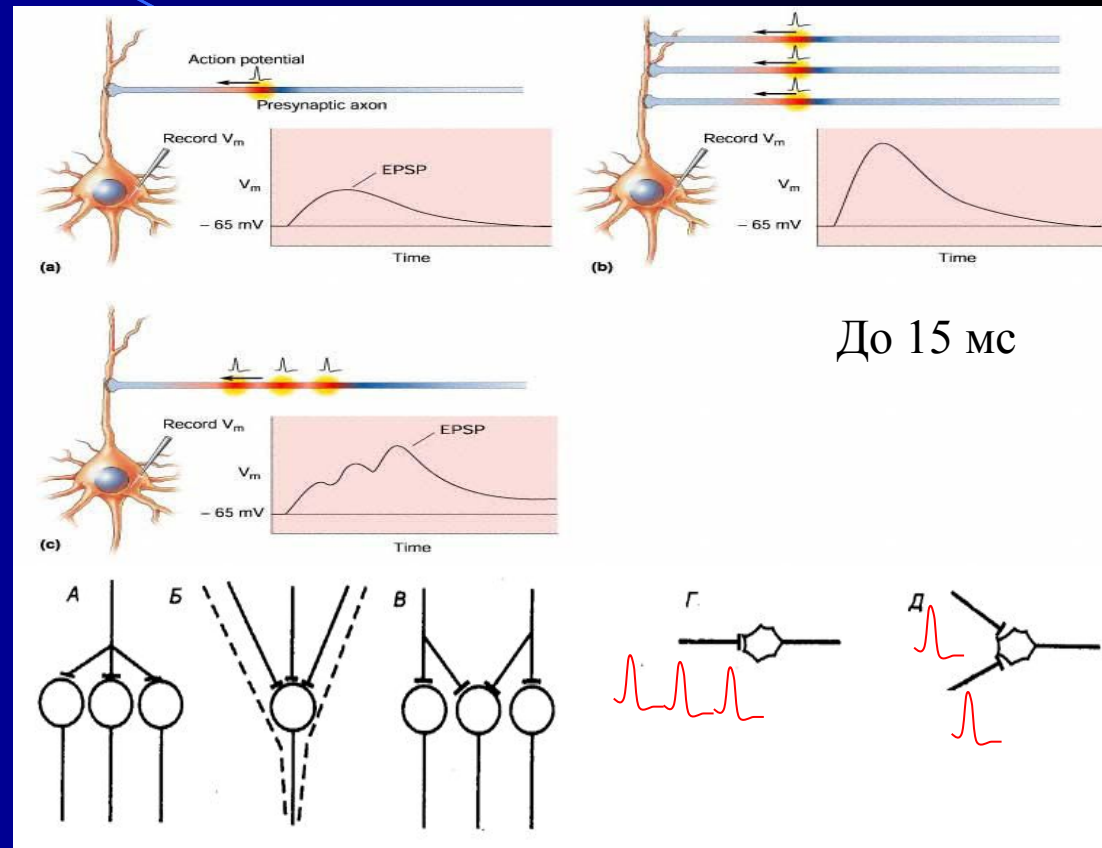 Action potential
Presynaptic axon
Record Vm
EPSP
Vm
– 65 mV
Time
(a)
Record Vm
Vm
– 65 mV
Time
(b)
До 15 мс
Record Vm
EPSP
Vm
– 65 mV
Time
(c)
А Б В Г Д